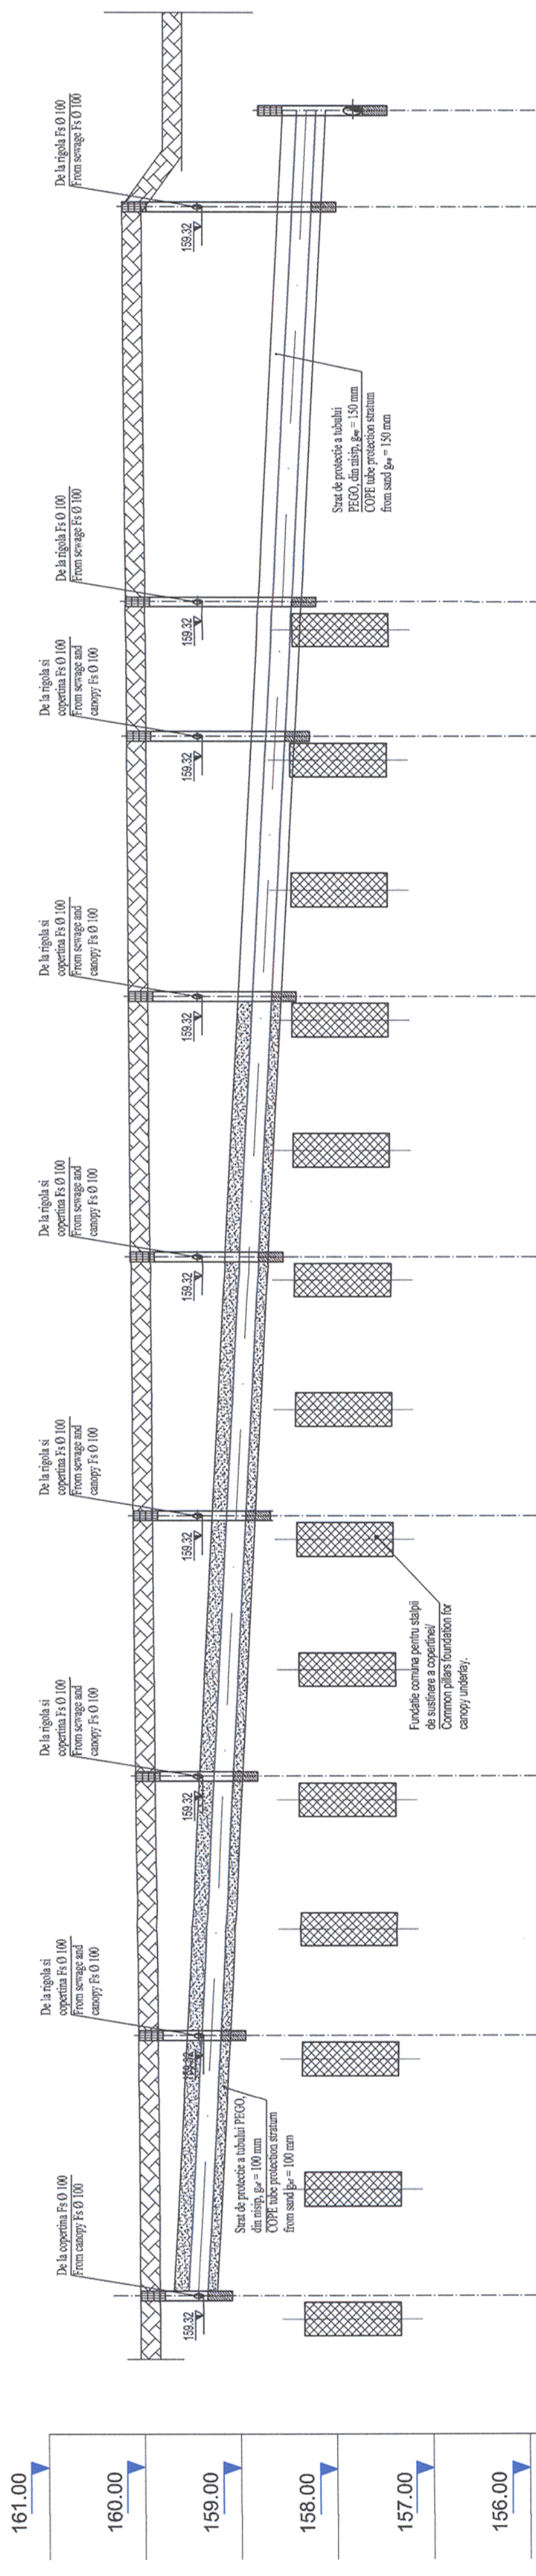 161.00
160.00
159.00
158.00
157.00
156.00
De la copertina Fs Ø 100
From canopy Fs Ø 100
159.32
De la rigola si
copertina Fs Ø 100
From sewage and
canopy Fs Ø 100
159.32
Strat de protectie a tubului PEGO,
din nisip, = 100 mm
COPE tube protection stratum
from sand = 100 mm
De la rigola si
copertina Fs Ø 100
From sewage and
canopy Fs Ø 100
159.32
De la rigola si
copertina Fs Ø 100
From sewage and
canopy Fs Ø 100
159.32
Fundatie comuna pentru stalpii
de sustinere a copertinei/
Common pillars foundation for
canopy underlay.
De la rigola si
copertina Fs Ø 100
From sewage and
canopy Fs Ø 100
159.32
De la rigola si
copertina Fs Ø 100
From sewage and
canopy Fs Ø 100
159.32
De la rigola si
copertina Fs Ø 100
From sewage and
canopy Fs Ø 100
159.32
De la rigola Fs Ø 100
From sewage Fs Ø 100
159.32
Strat de protectie a tubului
PEGO, din nisip, = 150 mm
COPE tube protection stratum
from sand = 150 mm
De la rigola Fs Ø 100
From sewage Fs Ø 100
159.32